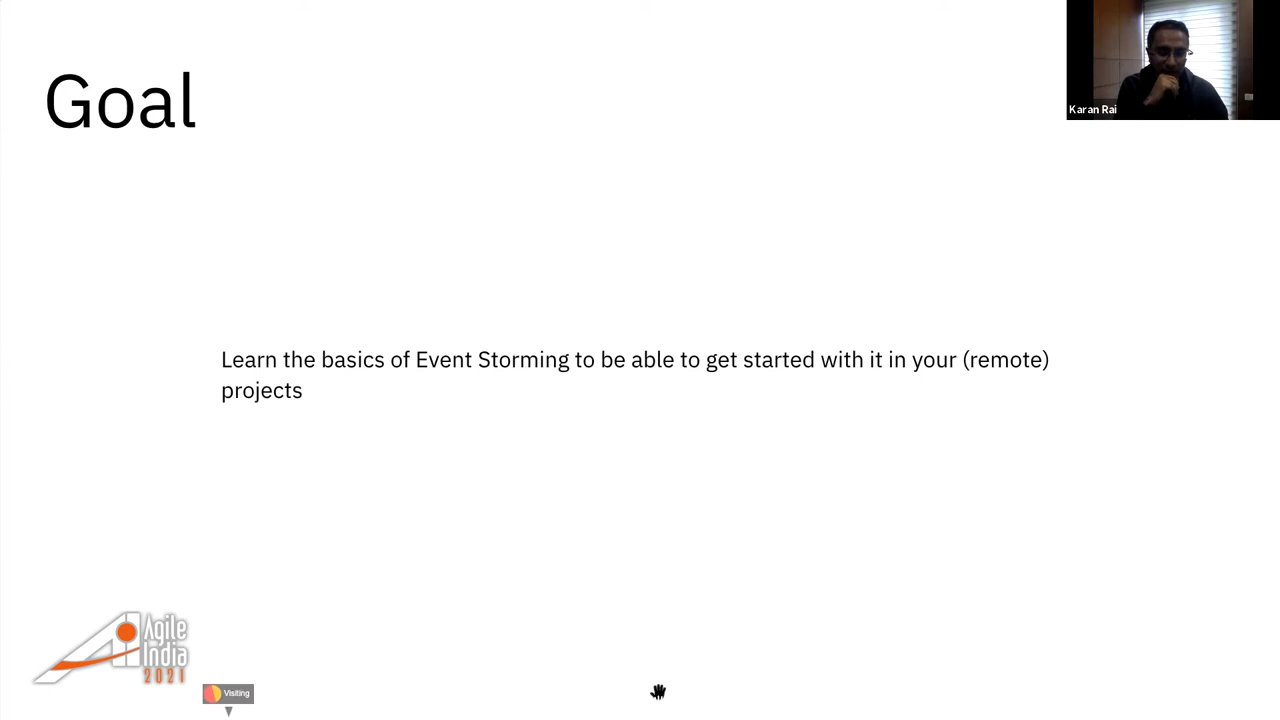 Goal
Karan Rai
Learn the basics of Event Storming to be able to get started with it in your (remote)
projects
Agile
India
2021
Visiting